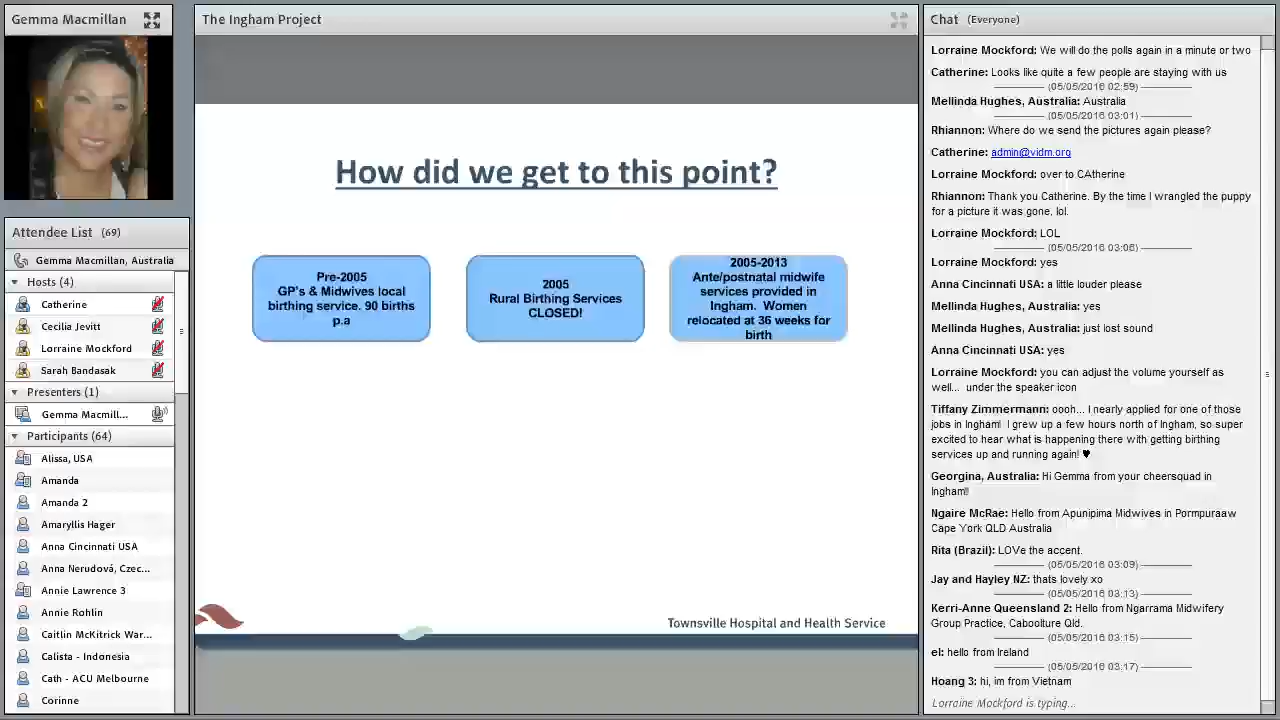 Gemma Macmillan
Attendee List (69)
Gemma Macmillan, Australia
Hosts (4)
Catherine
Cecilia Jevitt
Lorraine Mockford
Sarah Bandasak
Presenters (1)
Gemma Macmill...
Participants (64)
Alissa, USA
Amanda
Amanda 2
Amaryllis Hager
Anna Cincinnati USA
Anna Nerudová, Czec...
Annie Lawrence 3
Annie Rohlin
Caitlin McKitrick War...
Calista - Indonesia
Cath - ACU Melbourne
Corinne
The Ingham Project
How did we get to this point?
Pre-2005
GP's & Midwives local
birthing service. 90 births
p.a
2005
Rural Birthing Services
CLOSED!
2005-2013
Ante/postnatal midwife
services provided in
Ingham. Women
relocated at 36 weeks for
birth
Townsville Hospital and Health Service
Chat (Everyone)
Lorraine Mockford: We will do the polls again in a minute or two
Catherine: Looks like quite a few people are staying with us
(05/05/2016 02:59)
Mellinda Hughes, Australia: Australia
(05/05/2016 03:01)
Rhiannon: Where do we send the pictures again please?
Catherine: admin@vidm.org
Lorraine Mockford: over to CAtherine
Rhiannon: Thank you Catherine. By the time I wrangled the puppy
for a picture it was gone, lol.
Lorraine Mockford: LOL
(05/05/2016 03:06)
Lorraine Mockford: yes
Anna Cincinnati USA: a little louder please
Mellinda Hughes, Australia: yes
Mellinda Hughes, Australia: just lost sound
Anna Cincinnati USA: yes
Lorraine Mockford: you can adjust the volume yourself as
well... under the speaker icon
Tiffany Zimmermann: oooh... I nearly applied for one of those
jobs in Ingham! I grew up a few hours north of Ingham, so super
excited to hear what is happening there with getting birthing
services up and running again! ♥
Georgina, Australia: Hi Gemma from your cheersquad in
Ingham!!
Ngaire McRae: Hello from Apunipima Midwives in Pormpuraaw
Cape York QLD Australia
Rita (Brazil): LOVe the accent.
(05/05/2016 03:09)
Jay and Hayley NZ: thats lovely xo
(05/05/2016 03:13)
Kerri-Anne Queensland 2: Hello from Ngarrama Midwifery
Group Practice, Caboolture Qld.
(05/05/2016 03:15)
el: hello from Ireland
(05/05/2016 03:17)
Hoang 3: hi, im from Vietnam
Lorraine Mockford is typing...